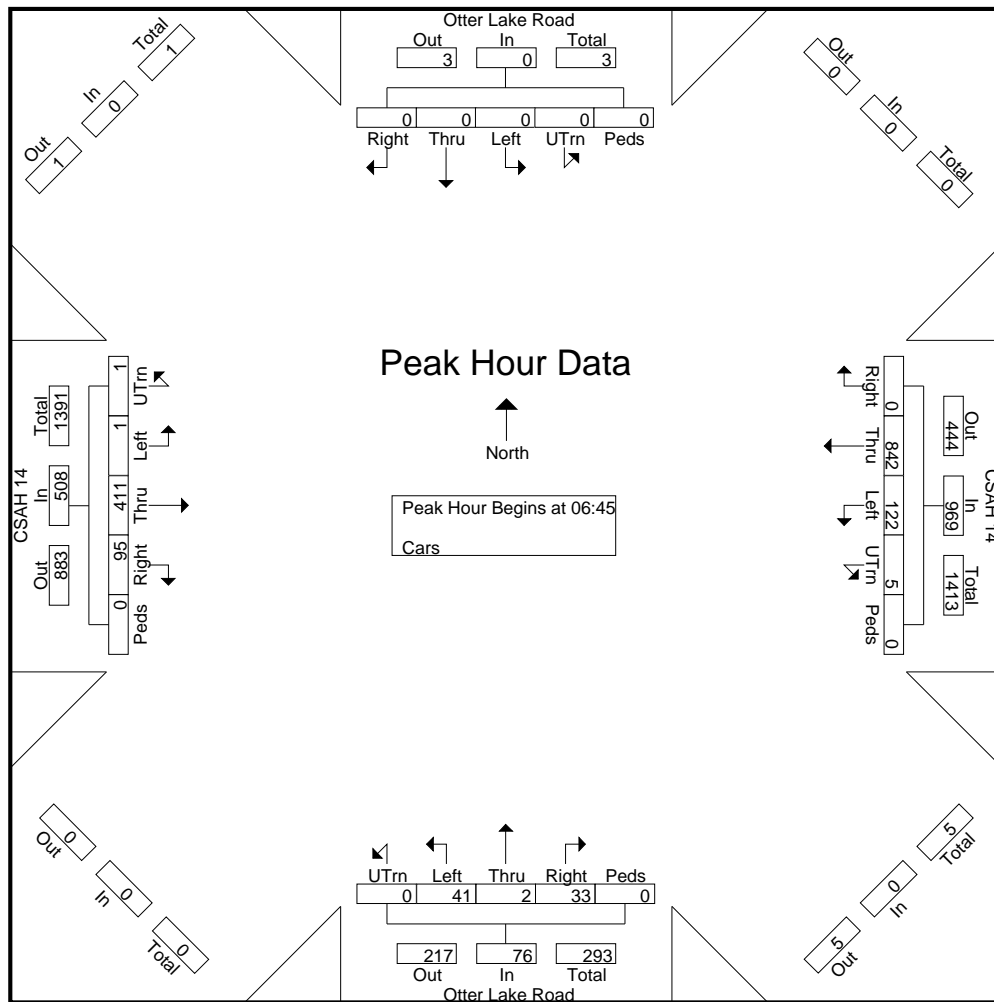 Otter Lake Road
Out In Total
3 0 3
0 0 0 0 0
Right Thru Left UTrn Peds
Total
1
In
0
Out
1
Out
0
In
0
Total
0
Peak Hour Data
North
Peak Hour Begins at 06:45
Cars
CSAH 14
Out In Total
883 508 1391
0 95 411 1 1
Peds Right Thru Left UTrn
CSAH 14
Out In Total
444 969 1413
0 842 122 5 0
Right Thru Left UTrn Peds
Out
0
In
0
Total
0
5
Total
0
In
5
Out
UTrn Left Thru Right Peds
0 41 2 33 0
217 76 293
Out In Total
Otter Lake Road